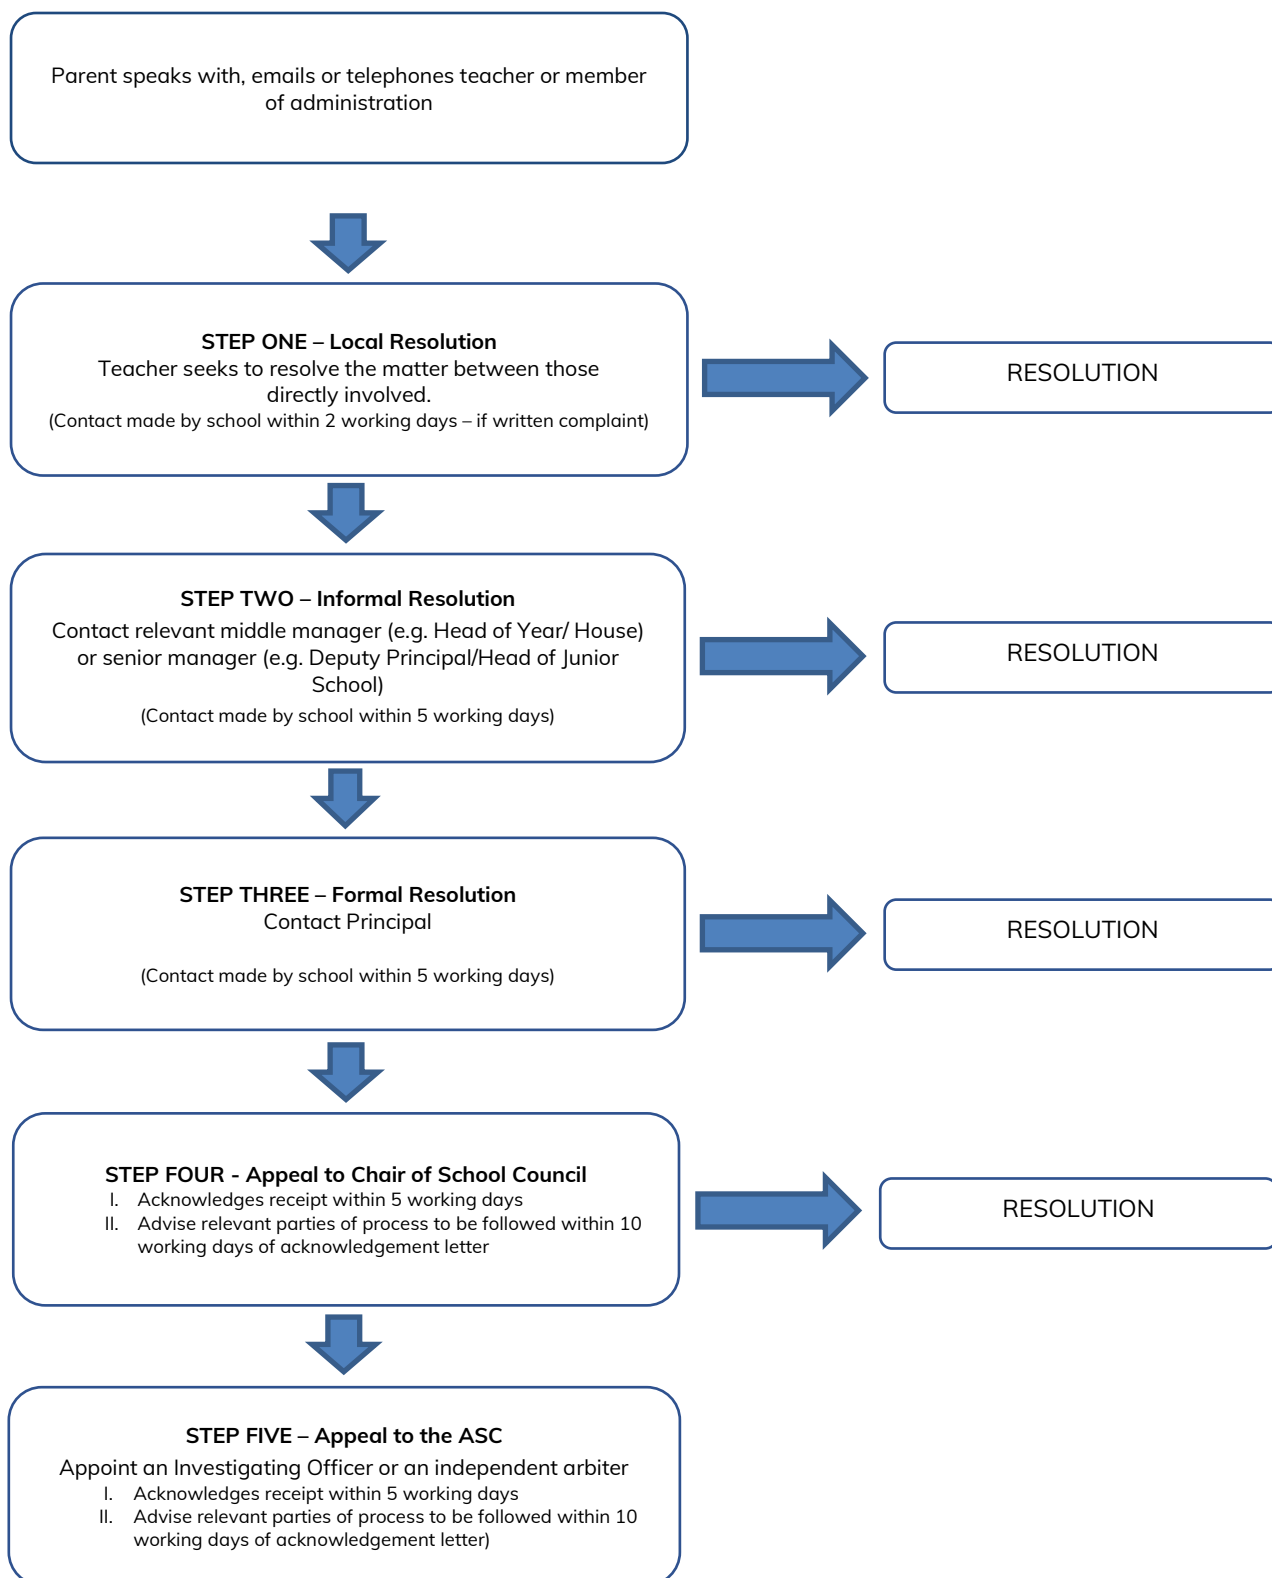 Parent speaks with, emails or telephones teacher or member
of administration
STEP ONE – Local Resolution
Teacher seeks to resolve the matter between those
directly involved.
(Contact made by school within 2 working days – if written complaint)
RESOLUTION
STEP TWO – Informal Resolution
Contact relevant middle manager (e.g. Head of Year/ House)
or senior manager (e.g. Deputy Principal/Head of Junior
School)
(Contact made by school within 5 working days)
RESOLUTION
STEP THREE – Formal Resolution
Contact Principal
(Contact made by school within 5 working days)
RESOLUTION
STEP FOUR - Appeal to Chair of School Council
I. Acknowledges receipt within 5 working days
II. Advise relevant parties of process to be followed within 10
working days of acknowledgement letter
RESOLUTION
STEP FIVE – Appeal to the ASC
Appoint an Investigating Officer or an independent arbiter
I. Acknowledges receipt within 5 working days
II. Advise relevant parties of process to be followed within 10
working days of acknowledgement letter)